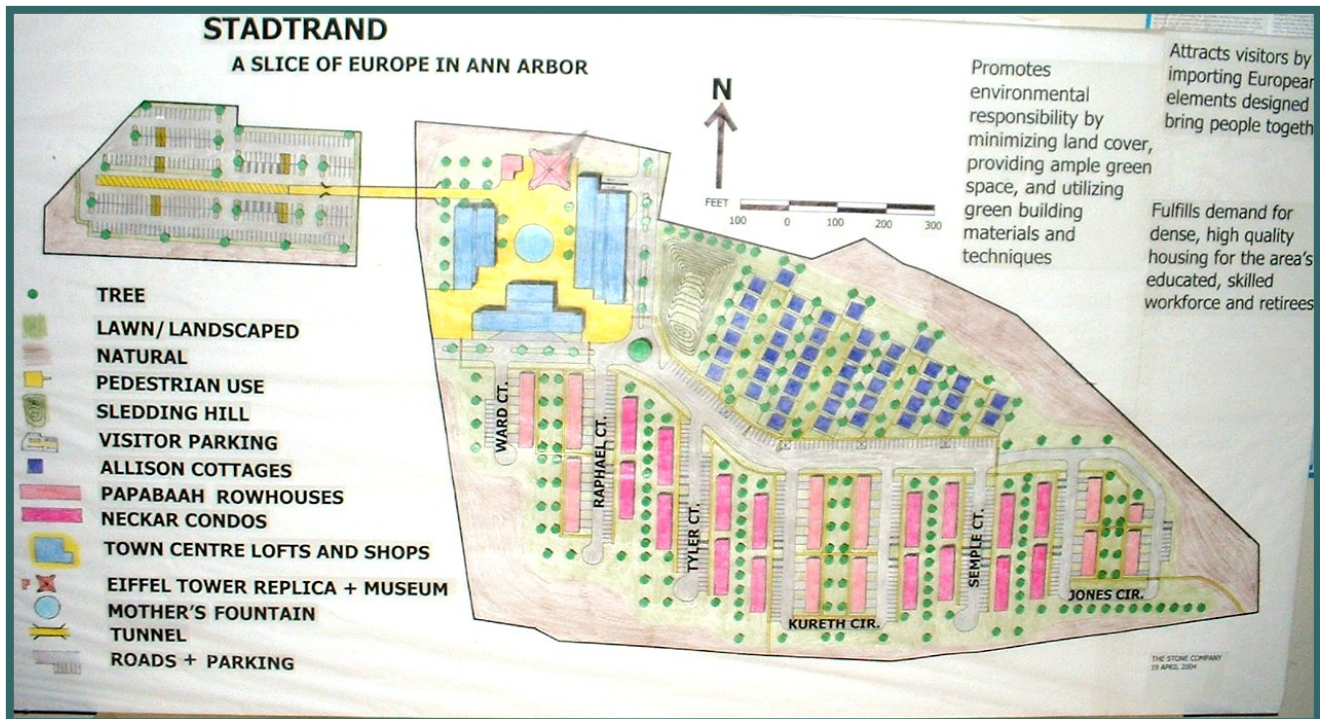 STADTRAND
A SLICE OF EUROPE IN ANN ARBOR
N
FEET
100 0 100 200 300
Promotes
environmental
responsibility by
minimizing land cover,
providing ample green
space, and utilizing
green building
materials and
techniques
Attracts visitors by
importing European
elements designed
bring people togeth
Fulfills demand for
dense, high quality
housing for the area's
educated, skilled
workforce and retirees
TREE
LAWN/LANDSCAPED
NATURAL
PEDESTRIAN USE
SLEDDING HILL
VISITOR PARKING
ALLISON COTTAGES
PAPABAAH ROWHOUSES
NECKAR CONDOS
TOWN CENTRE LOFTS AND SHOPS
EIFFEL TOWER REPLICA + MUSEUM
MOTHER'S FOUNTAIN
TUNNEL
ROADS + PARKING
WARD CT.
RAPHAEL CT.
TYLER CT.
KURETH CIR.
SEMPLE CT.
JONES CIR.
THE STONE COMPANY
19 APRIL 2004